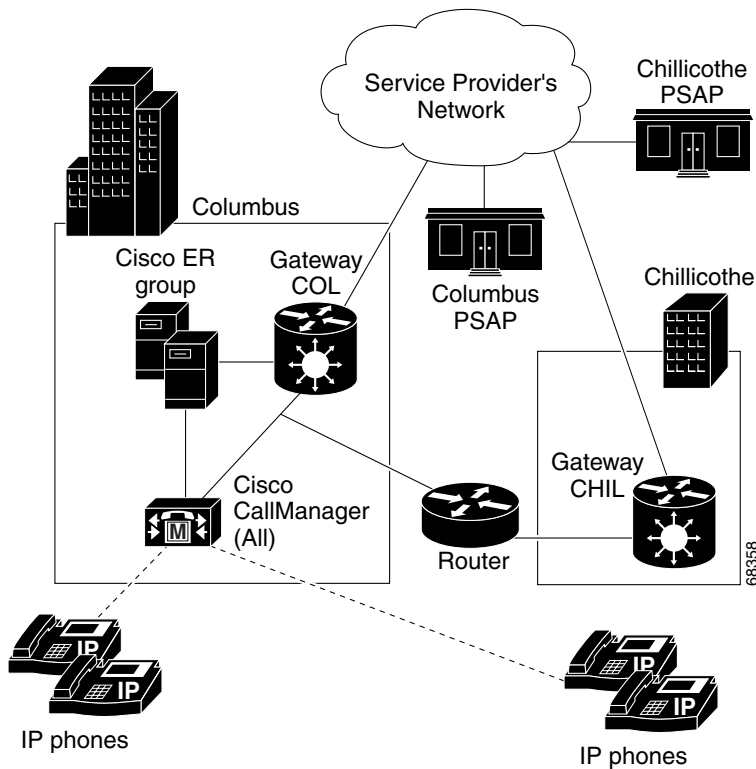 Service Provider's
Network
Chillicothe
PSAP
Columbus
Cisco ER
group
Gateway
COL
Columbus
PSAP
Chillicothe
Gateway
CHIL
Cisco
CallManager
(All)
M
Router
68358
IP
IP
IP phones
IP
IP
IP phones